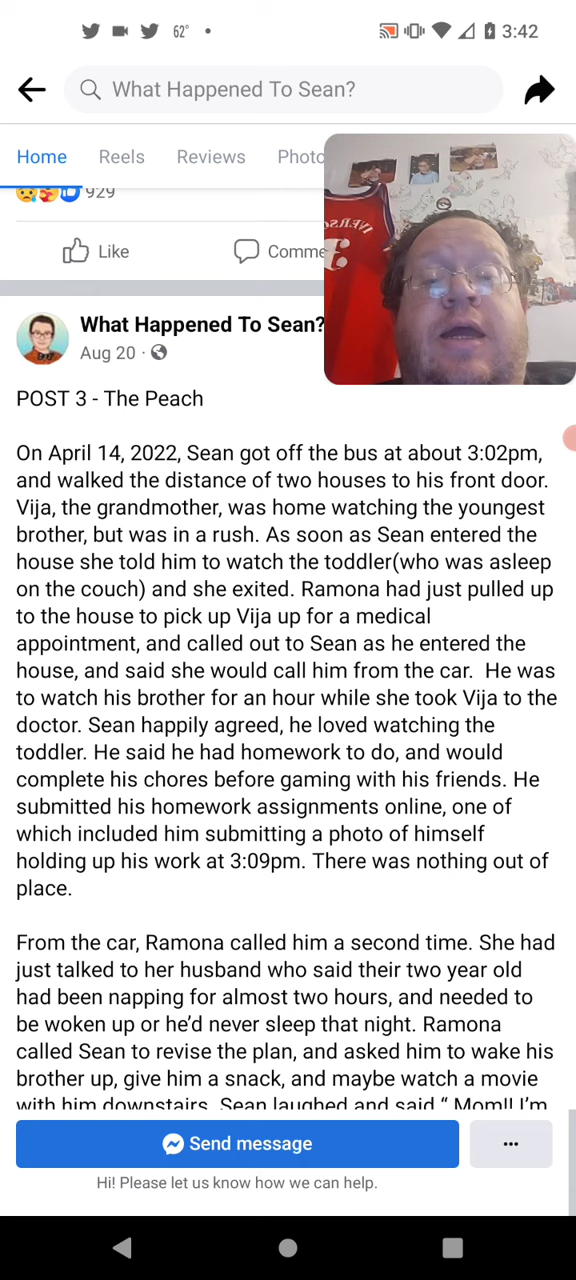 62° • 3:42
What Happened To Sean?
Home Reels Reviews Photo
929
Like Comme
IVERSON
3
What Happened To Sean?
Aug 20 ·
POST 3 - The Peach
On April 14, 2022, Sean got off the bus at about 3:02pm,
and walked the distance of two houses to his front door.
Vija, the grandmother, was home watching the youngest
brother, but was in a rush. As soon as Sean entered the
house she told him to watch the toddler(who was asleep
on the couch) and she exited. Ramona had just pulled up
to the house to pick up Vija up for a medical
appointment, and called out to Sean as he entered the
house, and said she would call him from the car.  He was
to watch his brother for an hour while she took Vija to the
doctor. Sean happily agreed, he loved watching the
toddler. He said he had homework to do, and would
complete his chores before gaming with his friends. He
submitted his homework assignments online, one of
which included him submitting a photo of himself
holding up his work at 3:09pm. There was nothing out of
place.
From the car, Ramona called him a second time. She had
just talked to her husband who said their two year old
had been napping for almost two hours, and needed to
be woken up or he’d never sleep that night. Ramona
called Sean to revise the plan, and asked him to wake his
brother up, give him a snack, and maybe watch a movie
with him downstairs. Sean laughed and said “ Mom!! I’m
Send message
...
Hi! Please let us know how we can help.